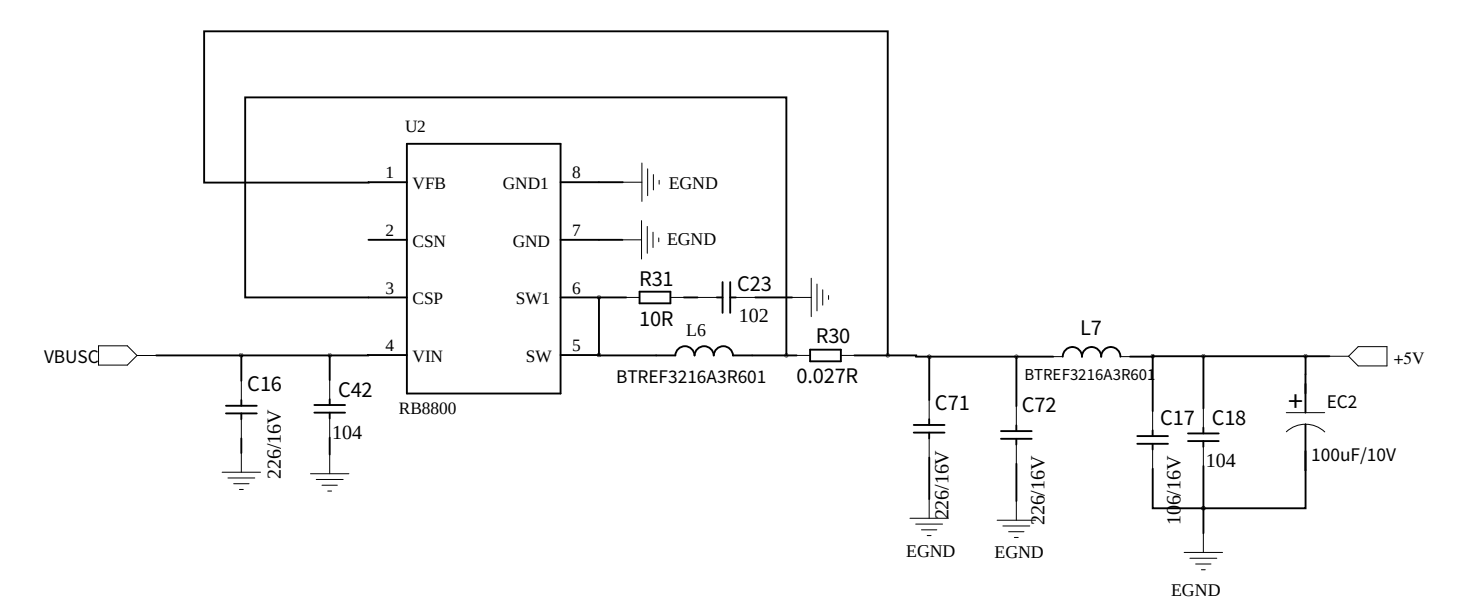 U2
1
VFB
GND1
8
EGND
2
CSN
GND
7
EGND
3
CSP
SW1
6
R31
10R
C23
102
L6
BTREF3216A3R601
R30
0.027R
L7
BTREF3216A3R601
VBUSC
4
VIN
SW
5
+5V
RB8800
C16
226/16V
C42
104
C71
226/16V
EGND
C72
226/16V
EGND
C17
106/16V
C18
104
+
EC2
100uF/10V
EGND